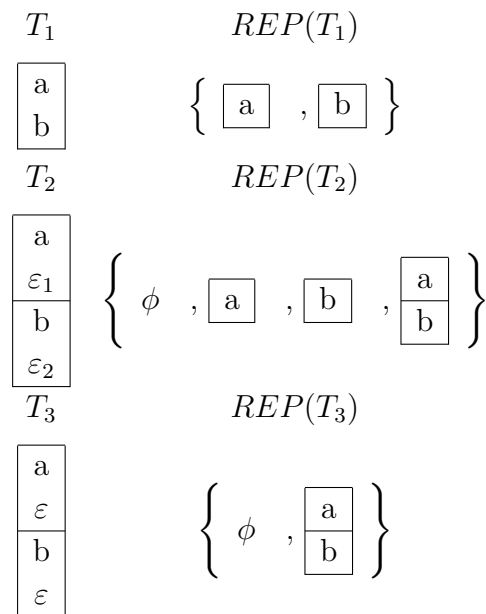 T₁ REP(T₁)
a
b
{ a , b }
T₂ REP(T₂)
a
ε₁
b
ε₂
{ ϕ , a , b , a b }
T₃ REP(T₃)
a
ε
b
ε
{ ϕ , a b }